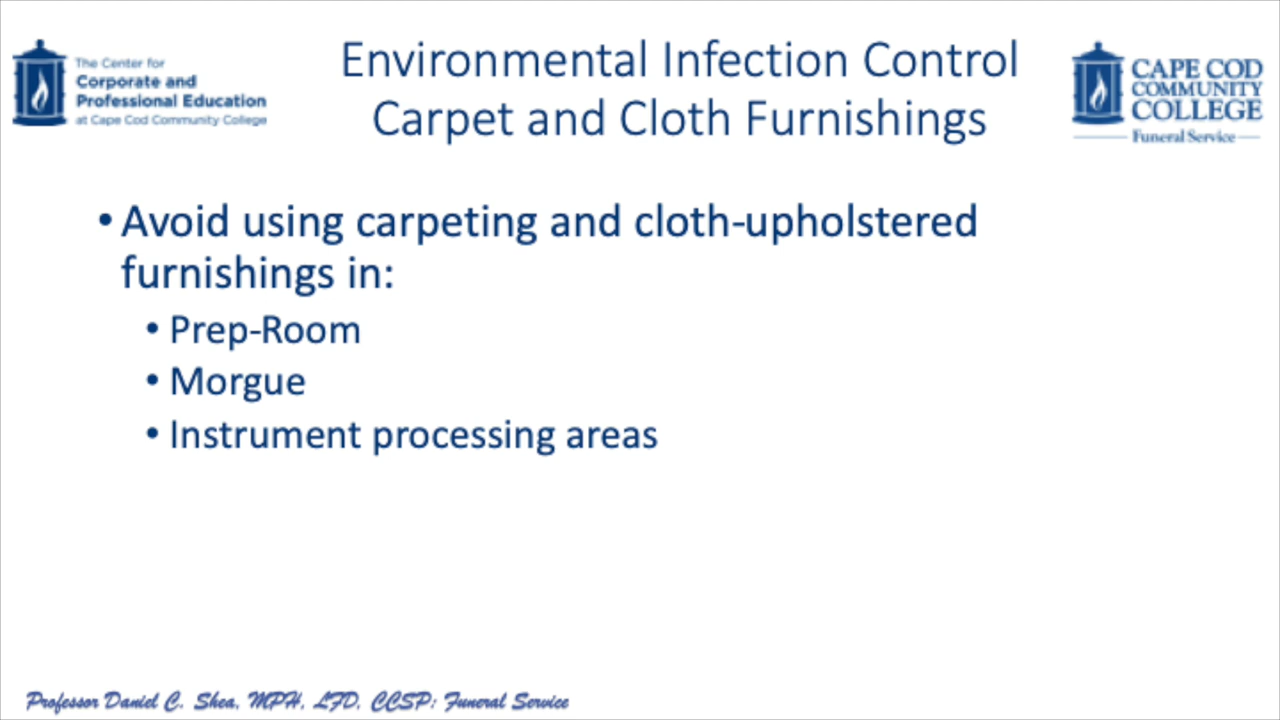 The Center for
Corporate and
Professional Education
at Cape Cod Community College
Environmental Infection Control
Carpet and Cloth Furnishings
CAPE COD
COMMUNITY
COLLEGE
Funeral Service
• Avoid using carpeting and cloth-upholstered
furnishings in:
• Prep-Room
• Morgue
• Instrument processing areas
Professor Daniel C. Shea, MPH, LFD, CCSP: Funeral Service